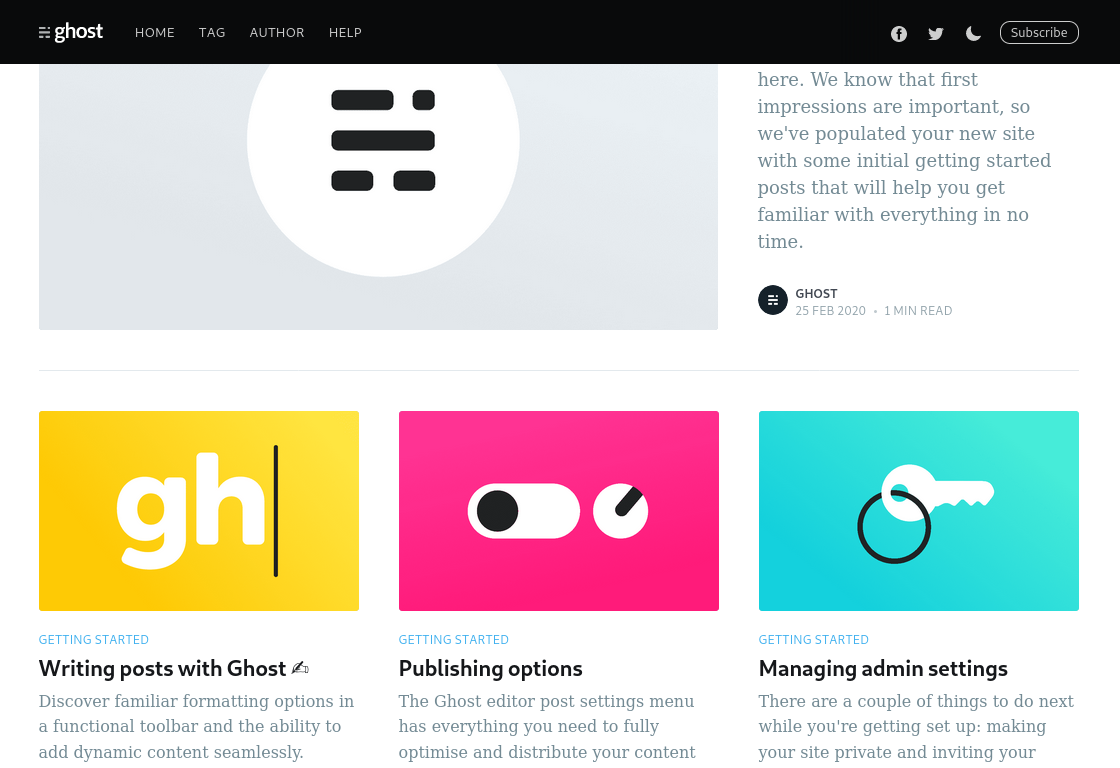 ghost HOME TAG AUTHOR HELP Subscribe
here. We know that first
impressions are important, so
we've populated your new site
with some initial getting started
posts that will help you get
familiar with everything in no
time.
GHOST
25 FEB 2020 • 1 MIN READ
gh
GETTING STARTED
Writing posts with Ghost ✍
Discover familiar formatting options in
a functional toolbar and the ability to
add dynamic content seamlessly.
GETTING STARTED
Publishing options
The Ghost editor post settings menu
has everything you need to fully
optimise and distribute your content
GETTING STARTED
Managing admin settings
There are a couple of things to do next
while you're getting set up: making
your site private and inviting your